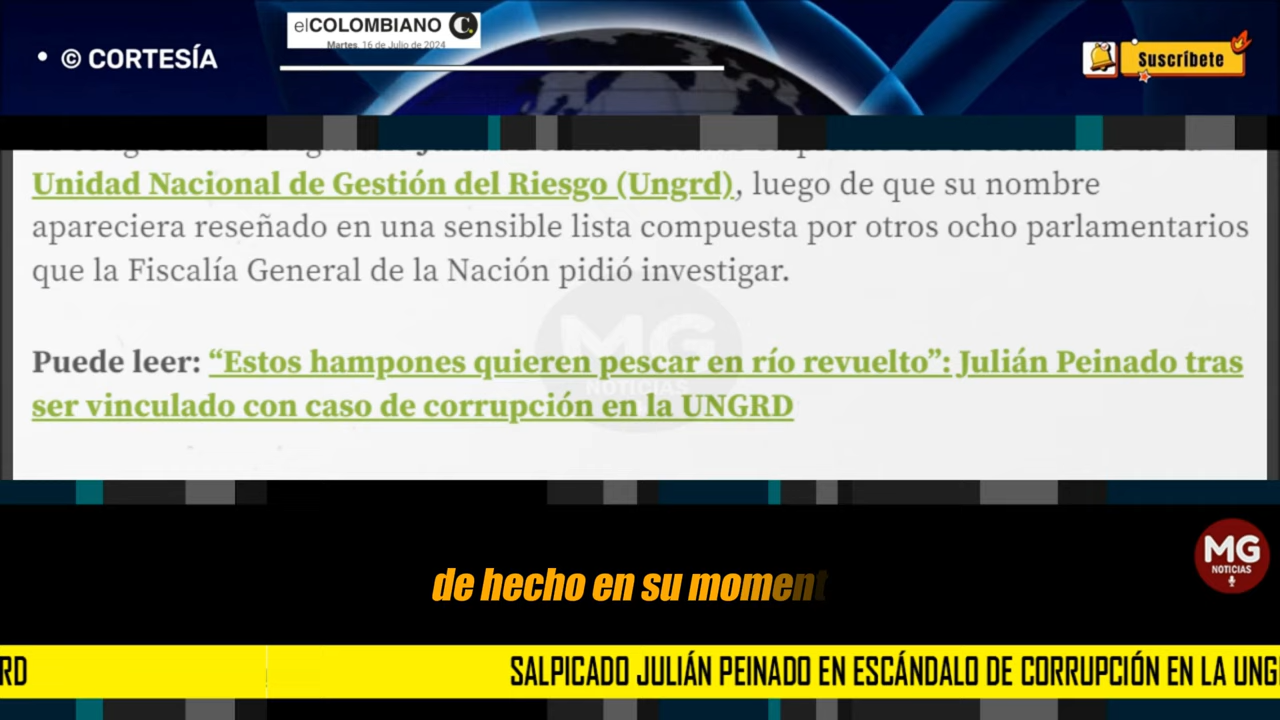 elCOLOMBIANO C.
Martes, 16 de Julio de 2024
• © CORTESÍA
Suscríbete
Unidad Nacional de Gestión del Riesgo (Ungrd), luego de que su nombre
apareciera reseñado en una sensible lista compuesta por otros ocho parlamentarios
que la Fiscalía General de la Nación pidió investigar.
Puede leer: “Estos hampones quieren pescar en río revuelto”: Julián Peinado tras
ser vinculado con caso de corrupción en la UNGRD
MG
NOTICIAS
MG
NOTICIAS
de hecho en su moment
RD
SALPICADO JULIÁN PEINADO EN ESCÁNDALO DE CORRUPCIÓN EN LA UNG